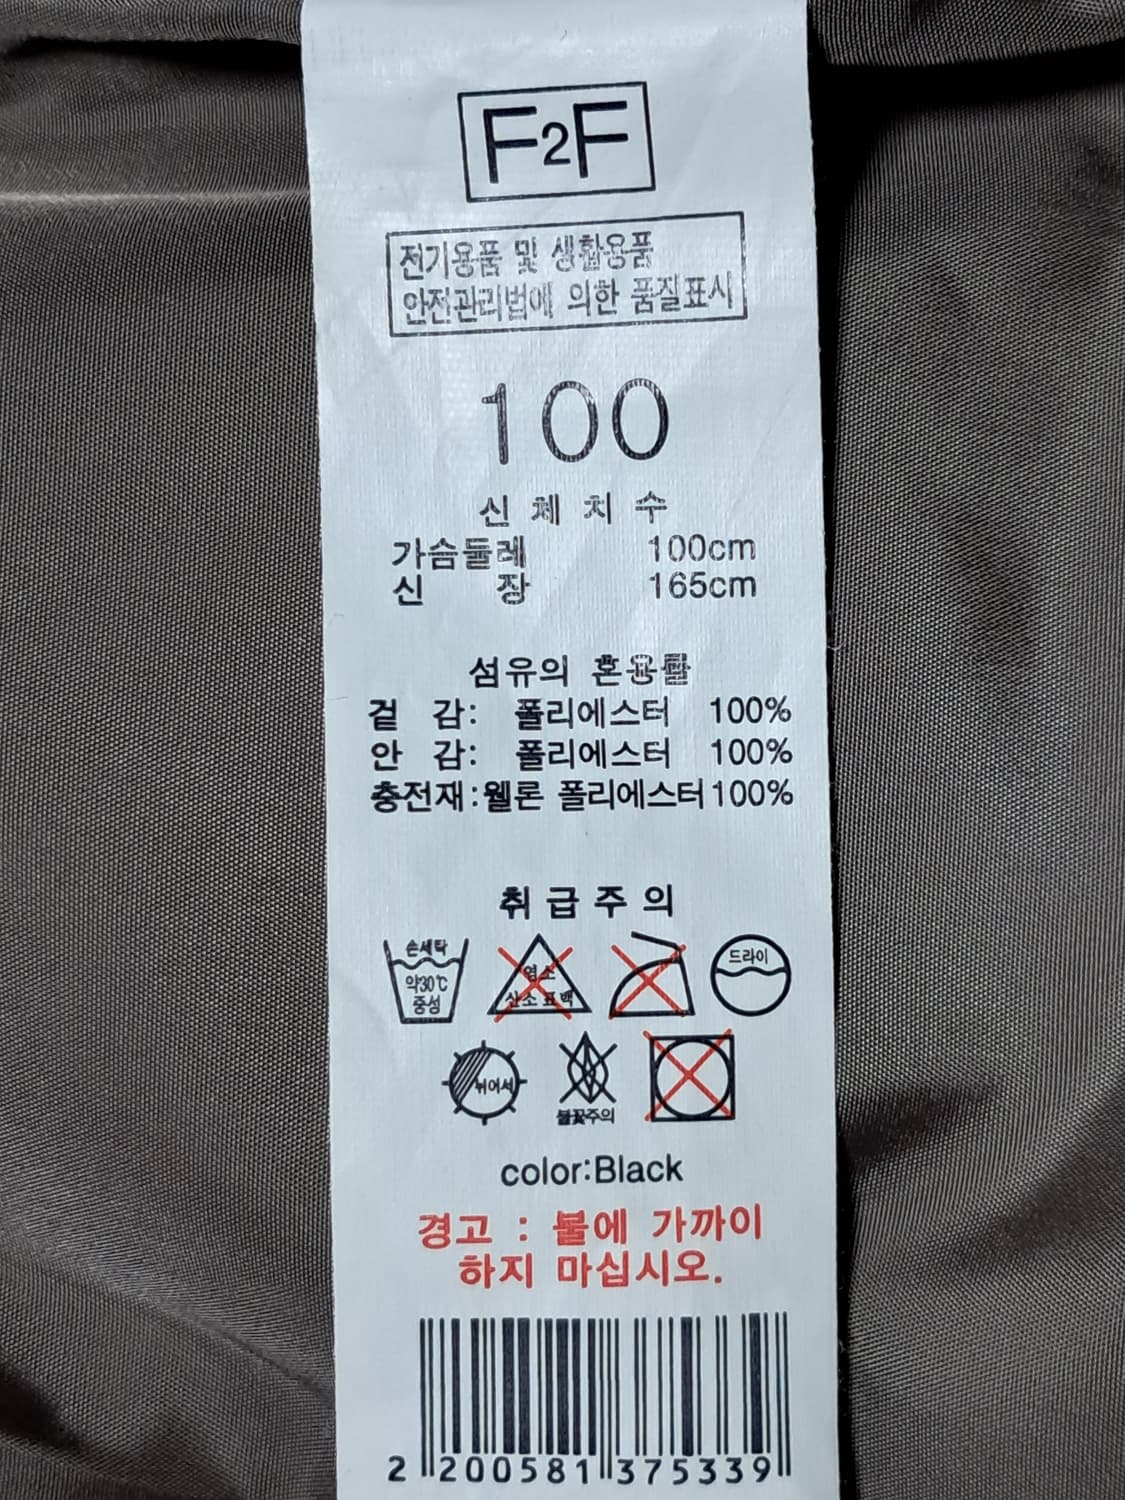 F2F
전기용품 및 생활용품
안전관리법에 의한 품질표시
100
신 체 치 수
가슴둘레 100cm
신 장 165cm
섬유의 혼용률
겉 감: 폴리에스터 100%
안 감: 폴리에스터 100%
충전재:웰론 폴리에스터 100%
취 급 주 의
손세탁
약30℃
중성
염소
산소 표백
드라이
뉘어서
불꽃주의
color:Black
경고 : 불에 가까이
하지 마십시오.
2 200581 375339